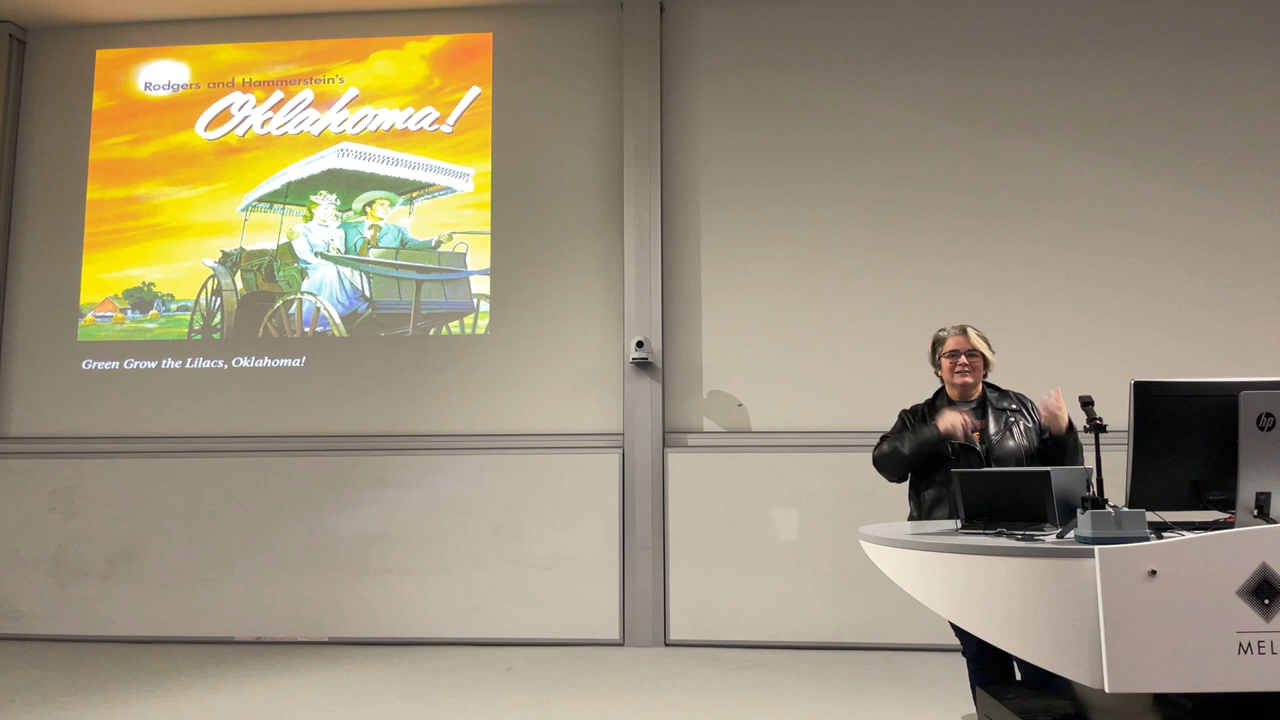 Rodgers and Hammerstein's
Oklahoma!
Green Grow the Lilacs, Oklahoma!
hp
MEL